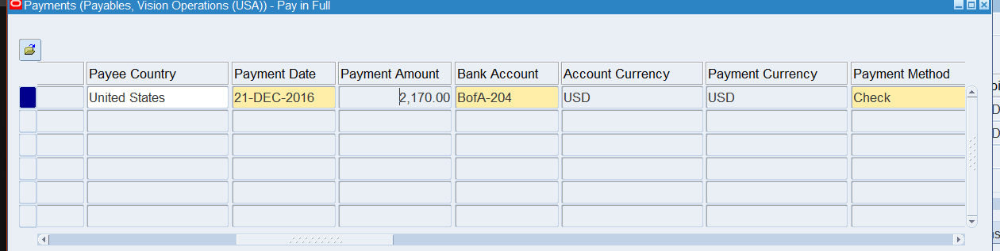 Payments (Payables, Vision Operations (USA)) - Pay in Full
Payee Country Payment Date Payment Amount Bank Account Account Currency Payment Currency Payment Method
United States 21-DEC-2016 2,170.00 BofA-204 USD USD Check